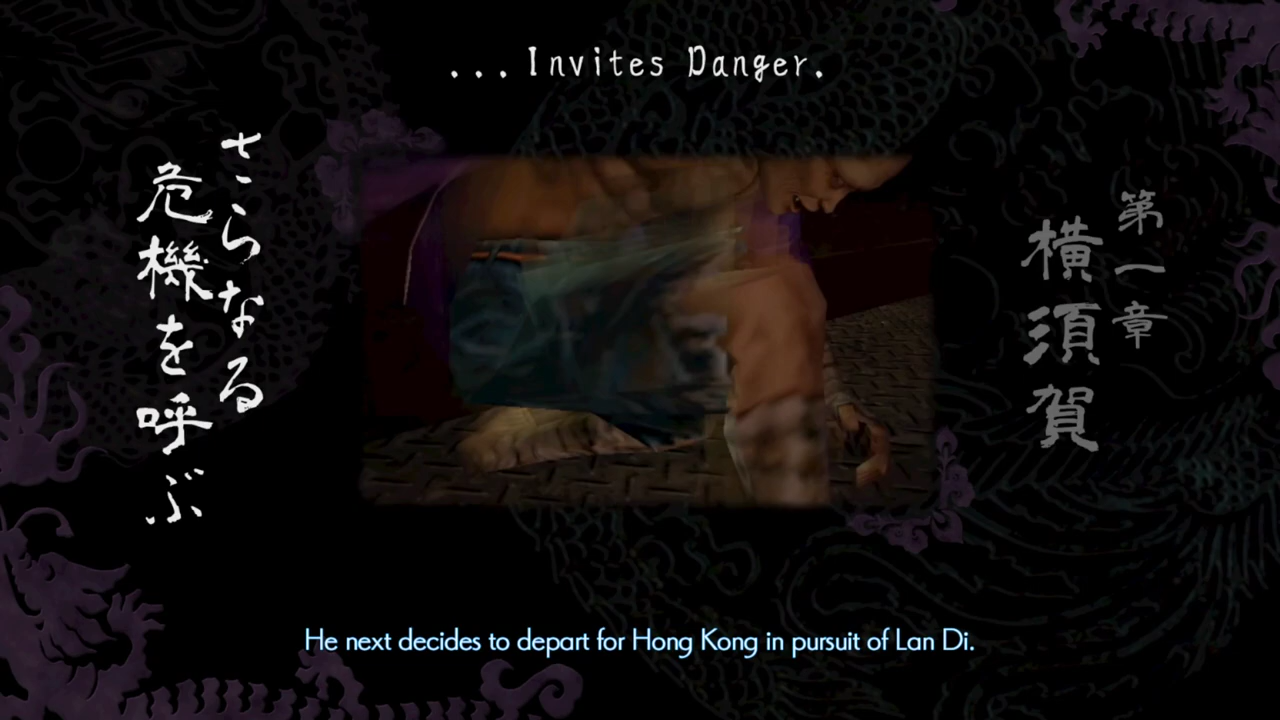 ...Invites Danger.
第一章
横須賀
さらなる
危機を呼ぶ
He next decides to depart for Hong Kong in pursuit of Lan Di.